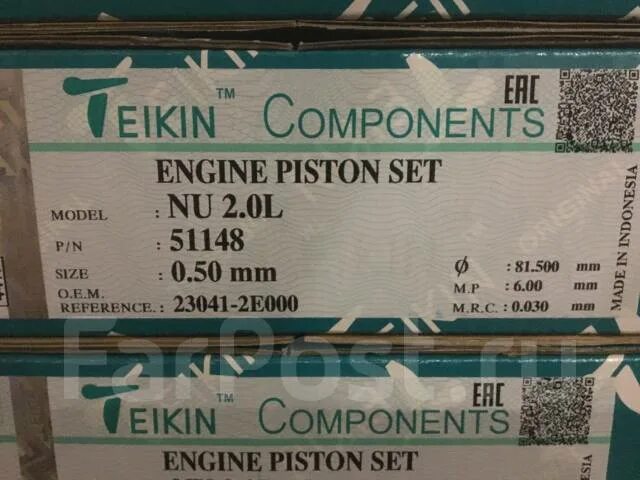 TEIKIN™ COMPONENTS EAC
ENGINE PISTON SET
MODEL : NU 2.0L
P/N : 51148
SIZE : 0.50 mm
O.E.M.
REFERENCE. : 23041-2E000
ϕ : 81.500 mm
M.P : 6.00 mm
M.R.C. : 0.030 mm
MADE IN INDONESIA
FarPost.ru
TEIKIN™ COMPONENTS EAC
ENGINE PISTON SET